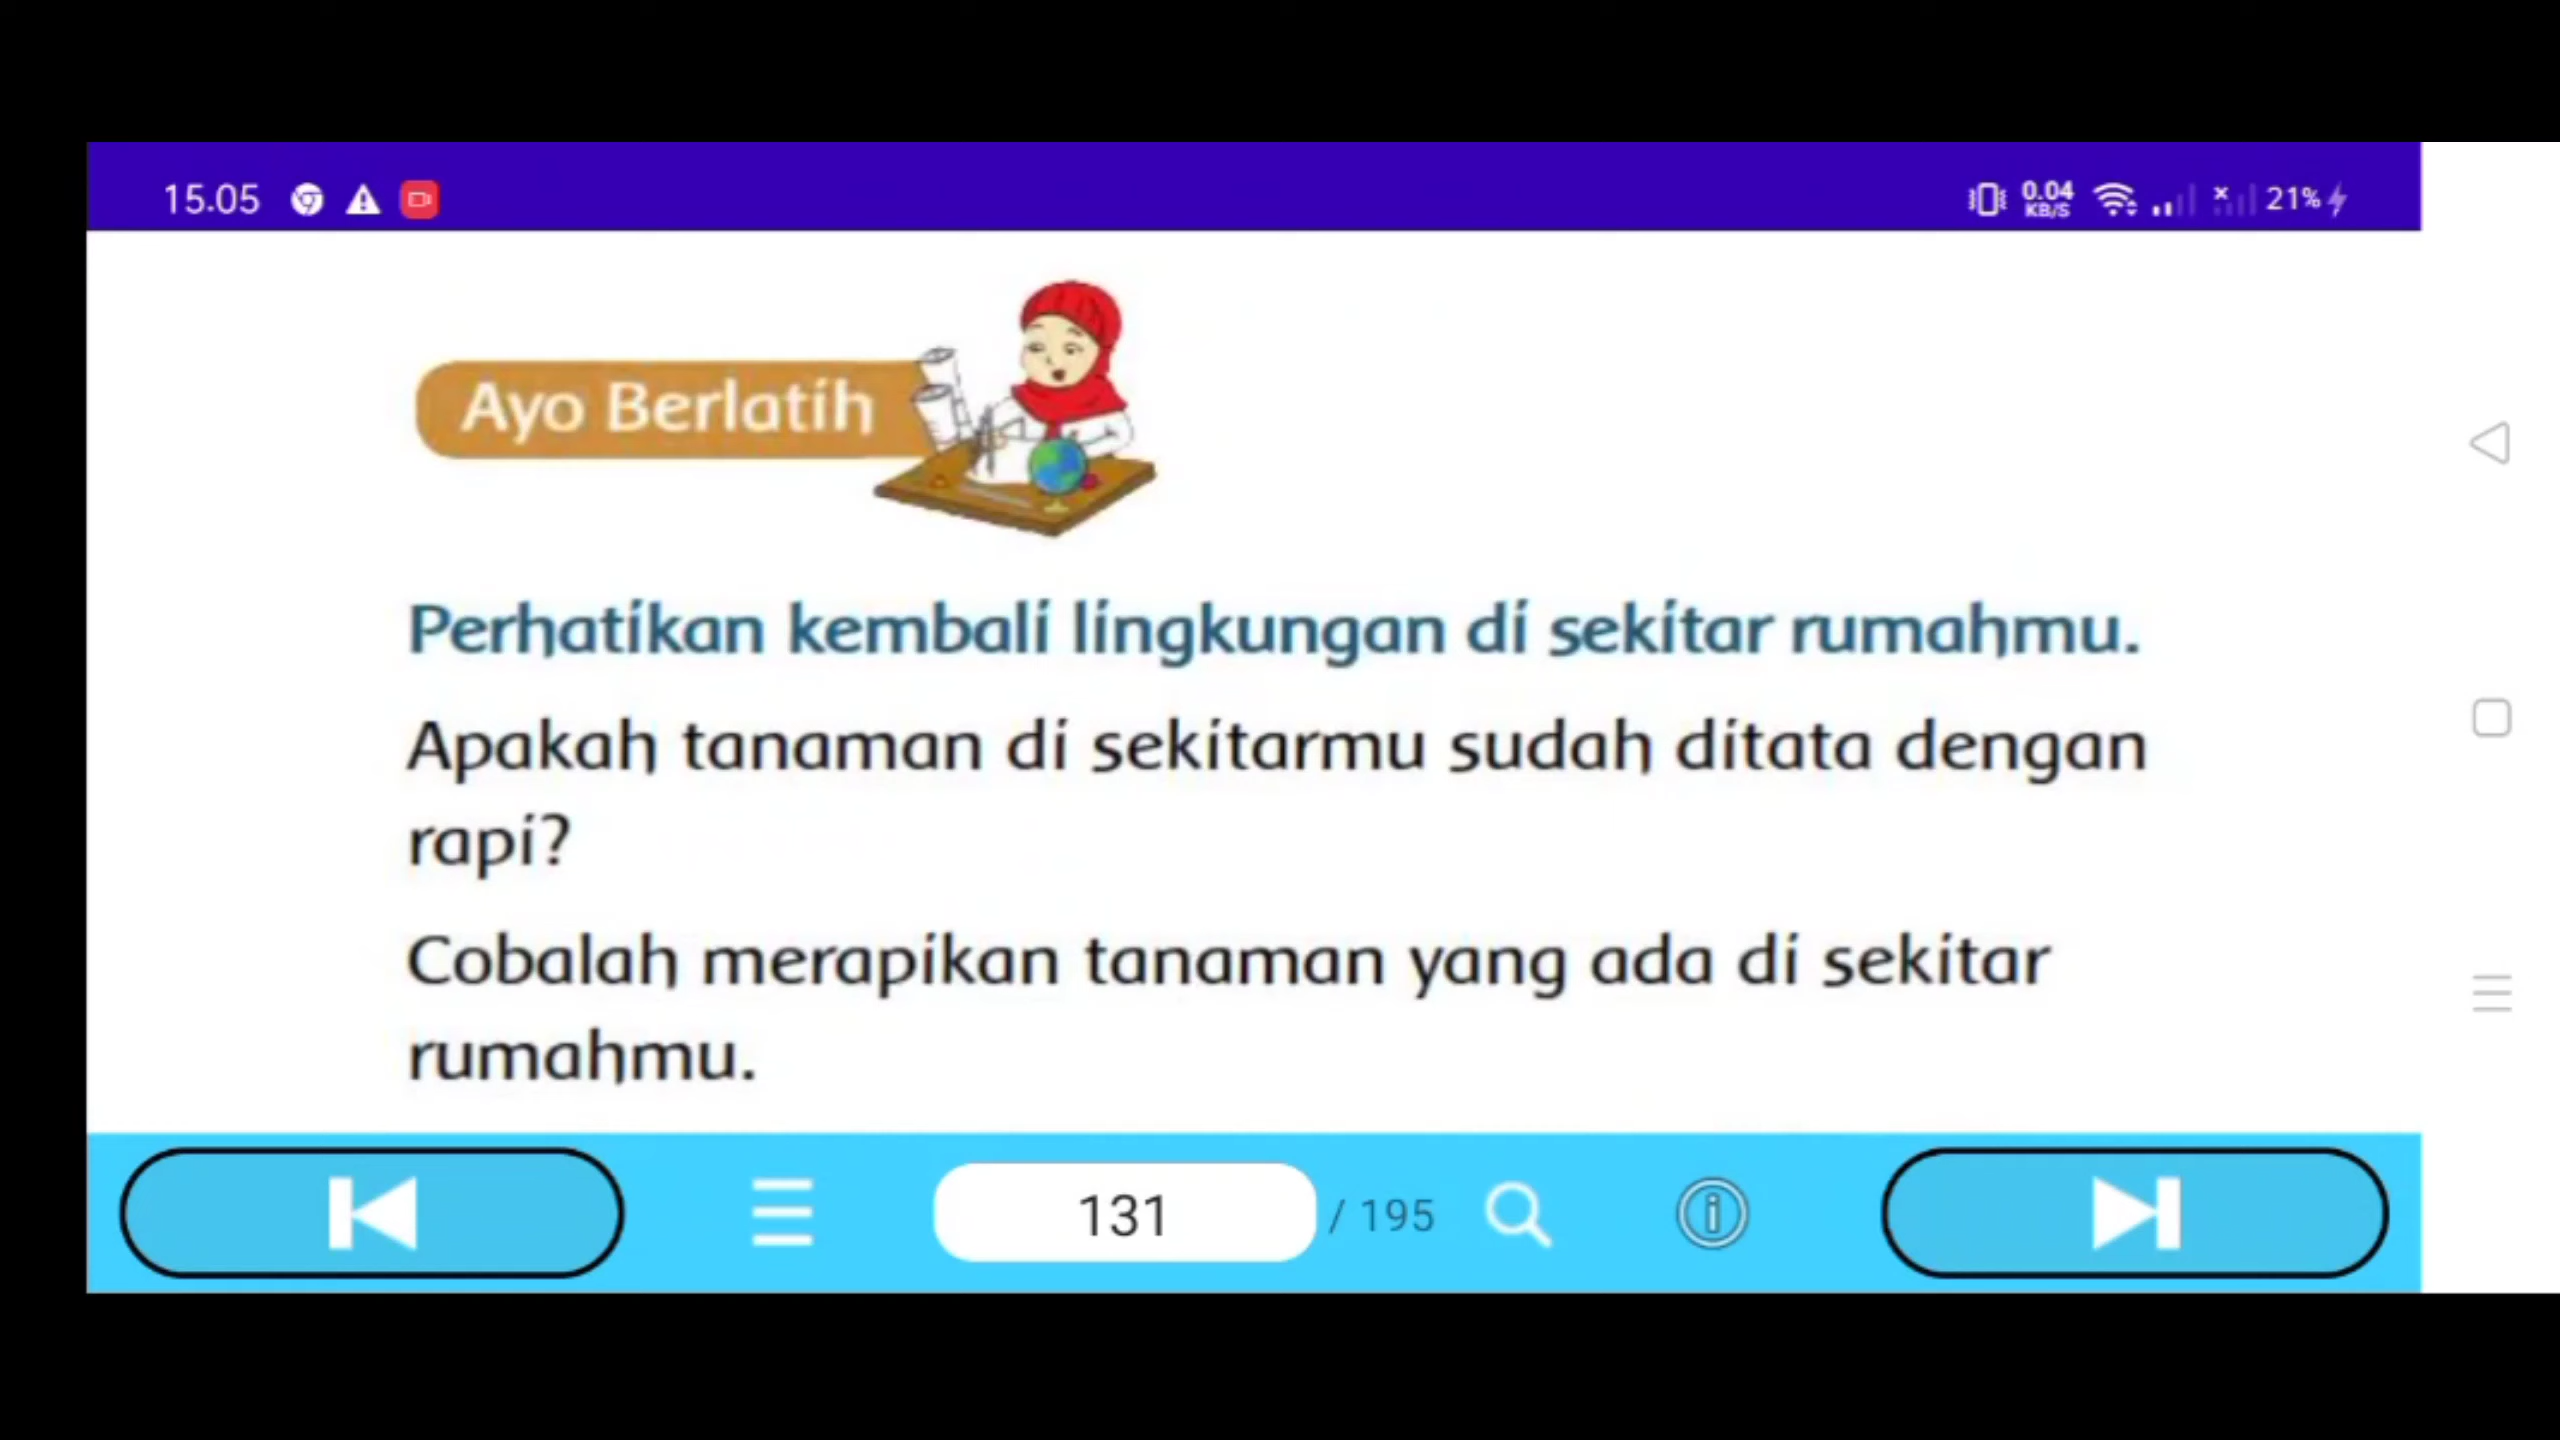 15.05
0.04
KB/S
21%
Ayo Berlatih
Perhatikan kembali lingkungan di sekitar rumahmu.
Apakah tanaman di sekitarmu sudah ditata dengan
rapi?
Cobalah merapikan tanaman yang ada di sekitar
rumahmu.
131 / 195